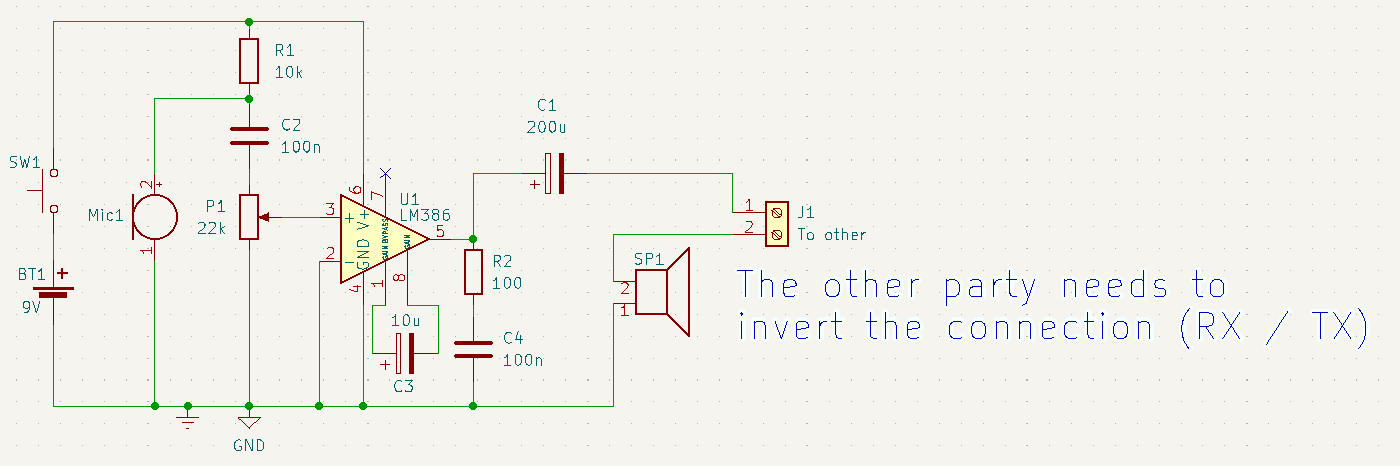 R1
10k
C2
100n
SW1
Mic1
2
+
1
P1
22k
BT1
+
9V
3
2
6
7
4
1
8
5
+
-
V+
GND
BYPASS
GAIN
GAIN
U1
LM386
10u
+
C3
C1
200u
+
R2
100
C4
100n
1
2
J1
To other
SP1
2
1
GND
The other party needs to
invert the connection (RX / TX)